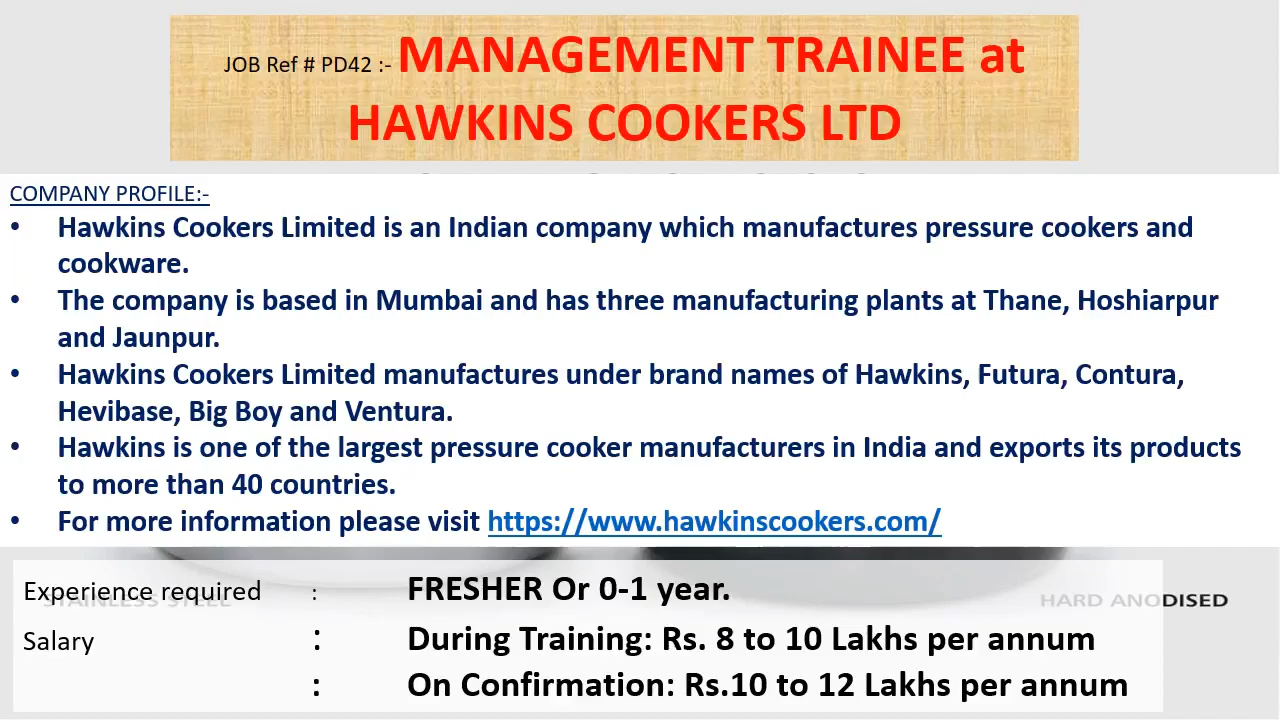 JOB Ref # PD42 :- MANAGEMENT TRAINEE at
HAWKINS COOKERS LTD
COMPANY PROFILE:-
• Hawkins Cookers Limited is an Indian company which manufactures pressure cookers and
cookware.
• The company is based in Mumbai and has three manufacturing plants at Thane, Hoshiarpur
and Jaunpur.
• Hawkins Cookers Limited manufactures under brand names of Hawkins, Futura, Contura,
Hevibase, Big Boy and Ventura.
• Hawkins is one of the largest pressure cooker manufacturers in India and exports its products
to more than 40 countries.
• For more information please visit https://www.hawkinscookers.com/
Experience required : FRESHER Or 0-1 year.
STAINLESS STEEL HARD ANODISED
Salary : During Training: Rs. 8 to 10 Lakhs per annum
: On Confirmation: Rs.10 to 12 Lakhs per annum